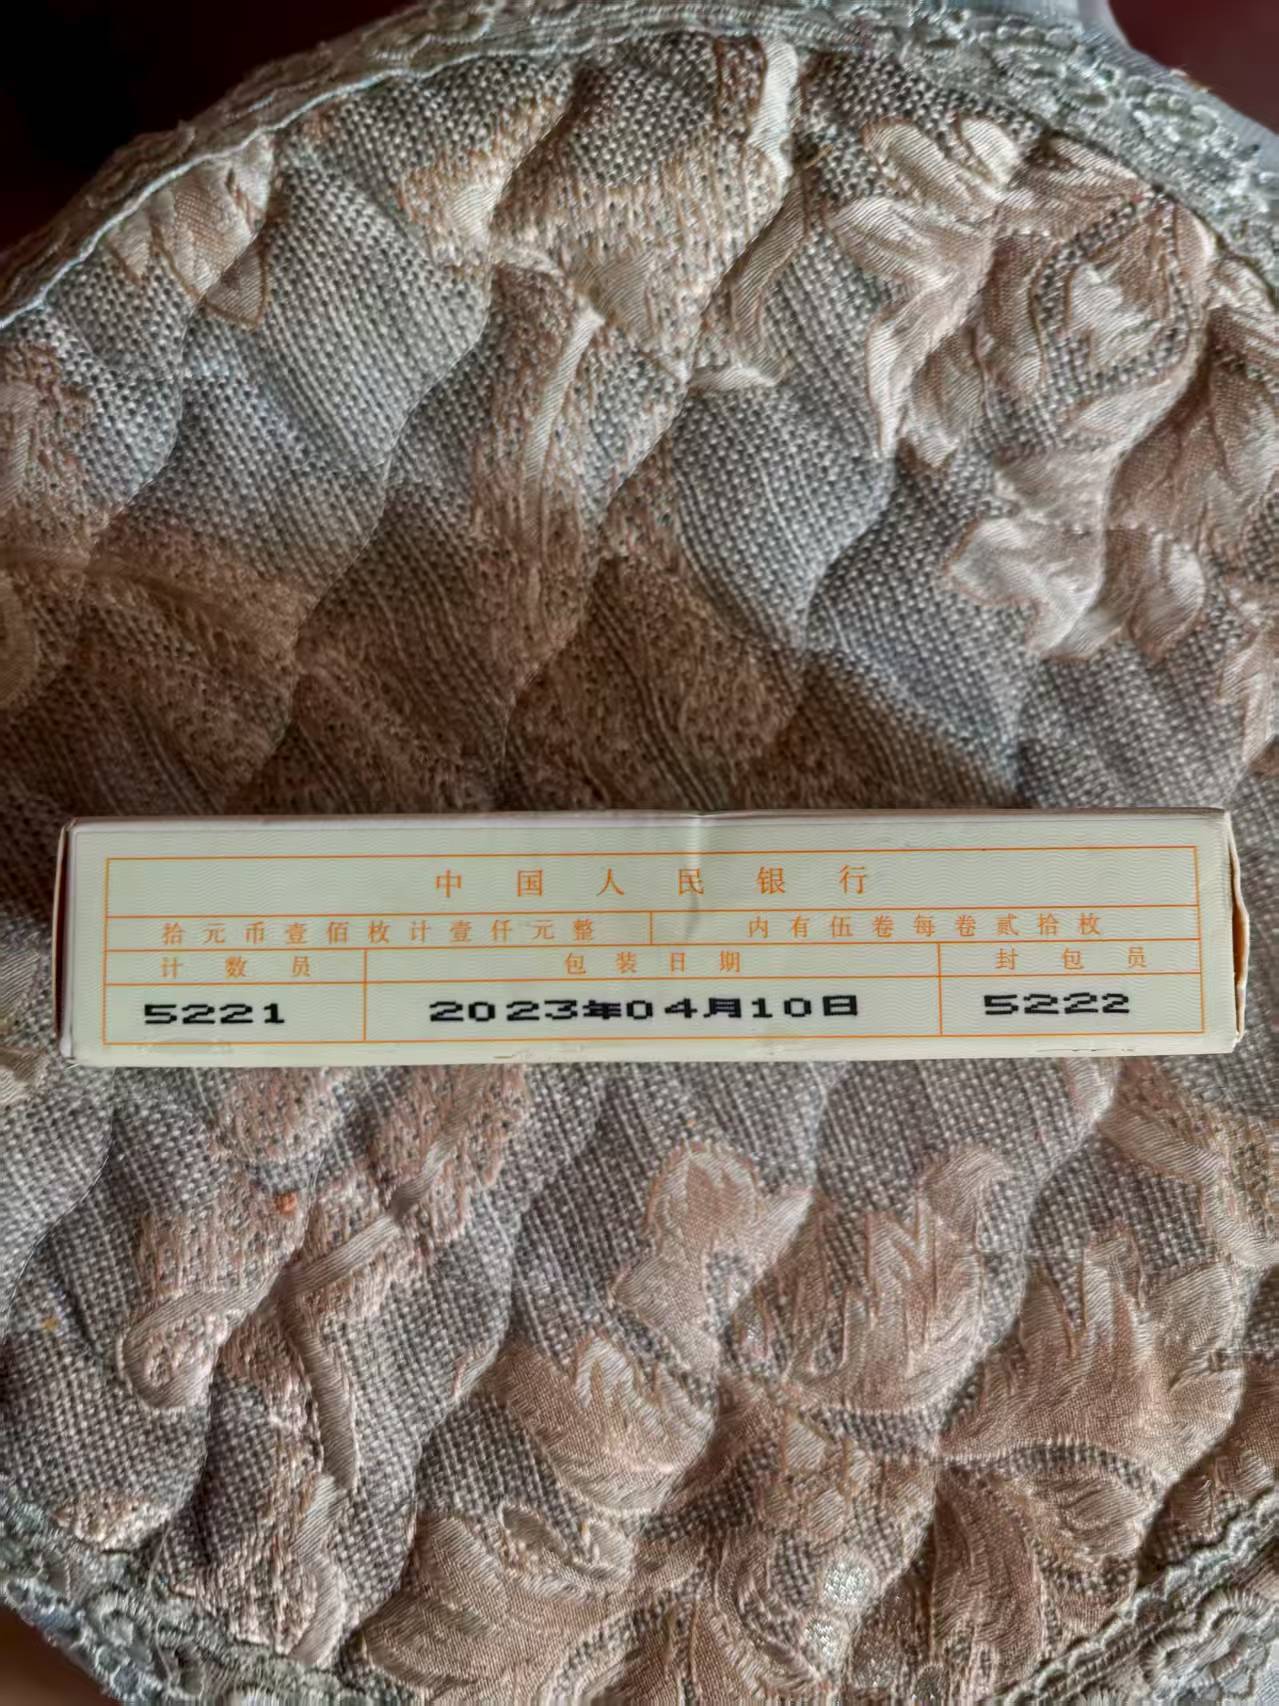 中国人民银行
拾元币壹佰枚计壹仟元整 内有伍卷每卷贰拾枚
计数员 包装日期 封包员
5221 2023年04月10日 5222